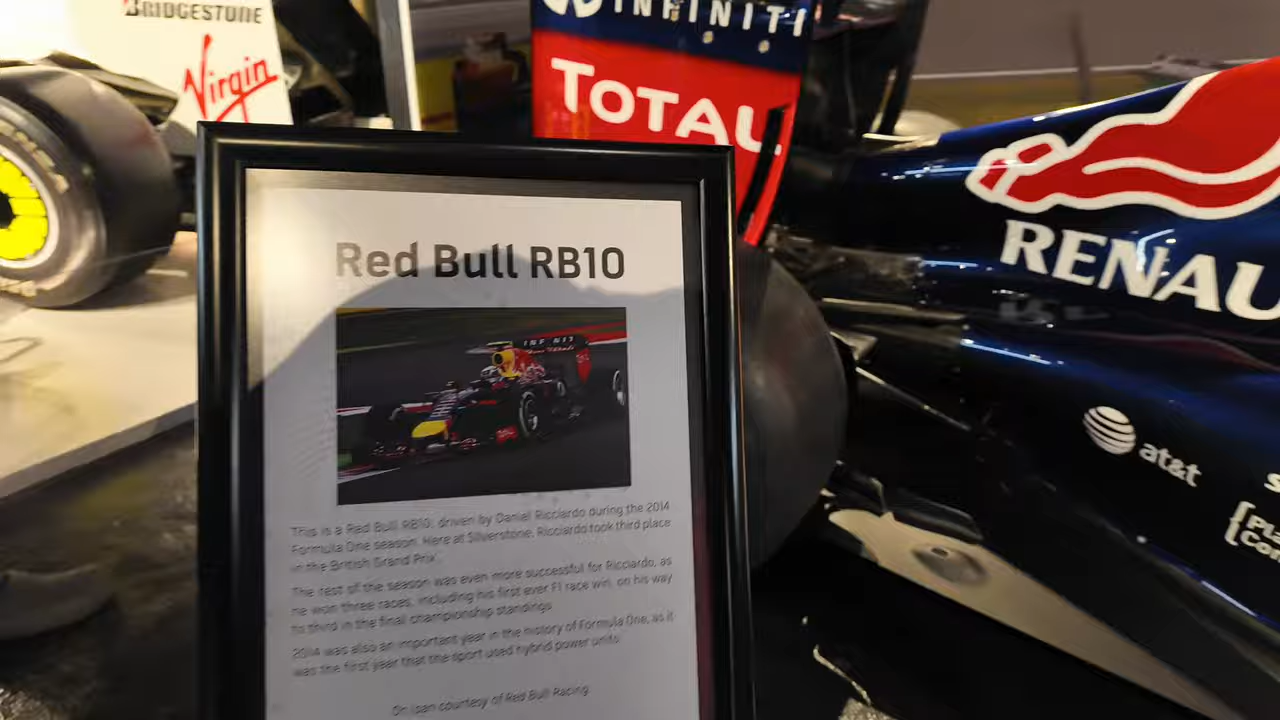 BRIDGESTONE
Virgin
INFINITI
TOTAL
RENAU
at&t
Red Bull RB10
This is a Red Bull RB10, driven by Daniel Ricciardo during the 2014
Formula One season. Here at Silverstone, Ricciardo took third place
in the British Grand Prix.
The rest of the season was even more successful for Ricciardo, as
he won three races, including his first ever F1 race win, on his way
to third in the final championship standings.
2014 was also an important year in the history of Formula One, as it
was the first year that the sport used hybrid power units.
On loan courtesy of Red Bull Racing